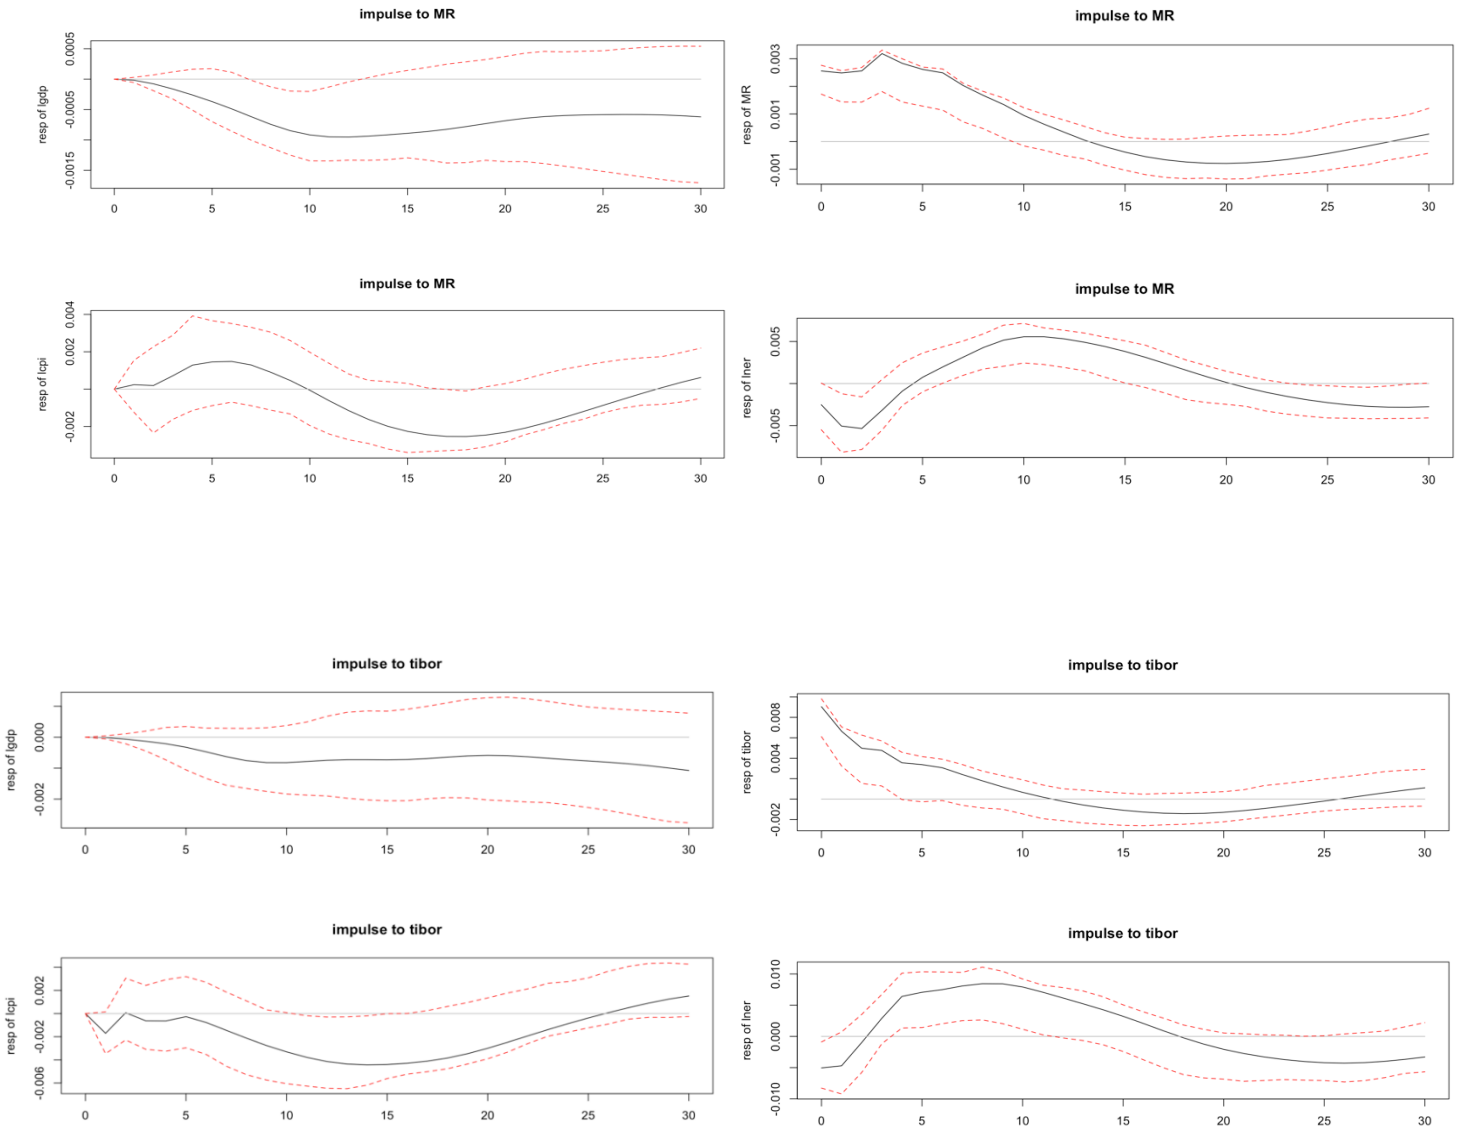 impulse to MR
resp of lgdp
0.0005
-0.0005
-0.0015
0 5 10 15 20 25 30
impulse to MR
resp of MR
0.003
0.001
-0.001
0 5 10 15 20 25 30
impulse to MR
resp of lcpi
0.004
0.002
-0.002
0 5 10 15 20 25 30
impulse to MR
resp of lner
0.005
-0.005
0 5 10 15 20 25 30
impulse to tibor
resp of lgdp
0.000
-0.002
0 5 10 15 20 25 30
impulse to tibor
resp of tibor
0.008
0.004
-0.002
0 5 10 15 20 25 30
impulse to tibor
resp of lcpi
0.002
-0.002
-0.006
0 5 10 15 20 25 30
impulse to tibor
resp of lner
0.010
0.000
-0.010
0 5 10 15 20 25 30